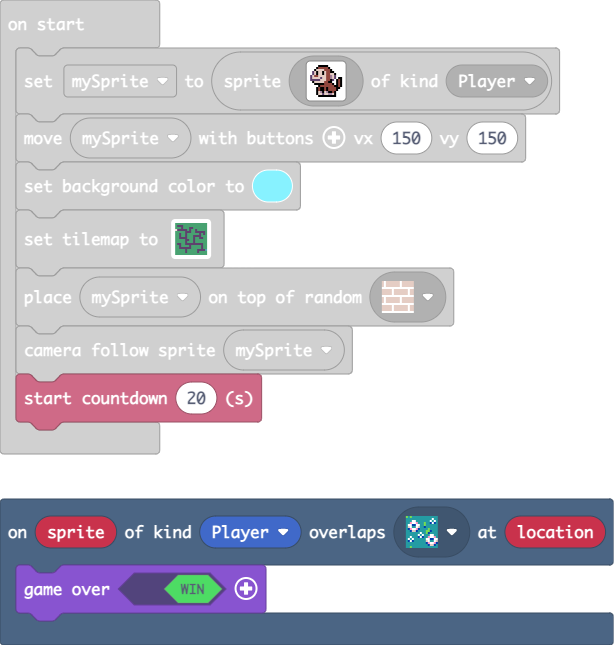 on start
set mySprite to sprite of kind Player
move mySprite with buttons vx 150 vy 150
set background color to
set tilemap to
place mySprite on top of random
camera follow sprite mySprite
start countdown 20 (s)
on sprite of kind Player overlaps at location
game over WIN